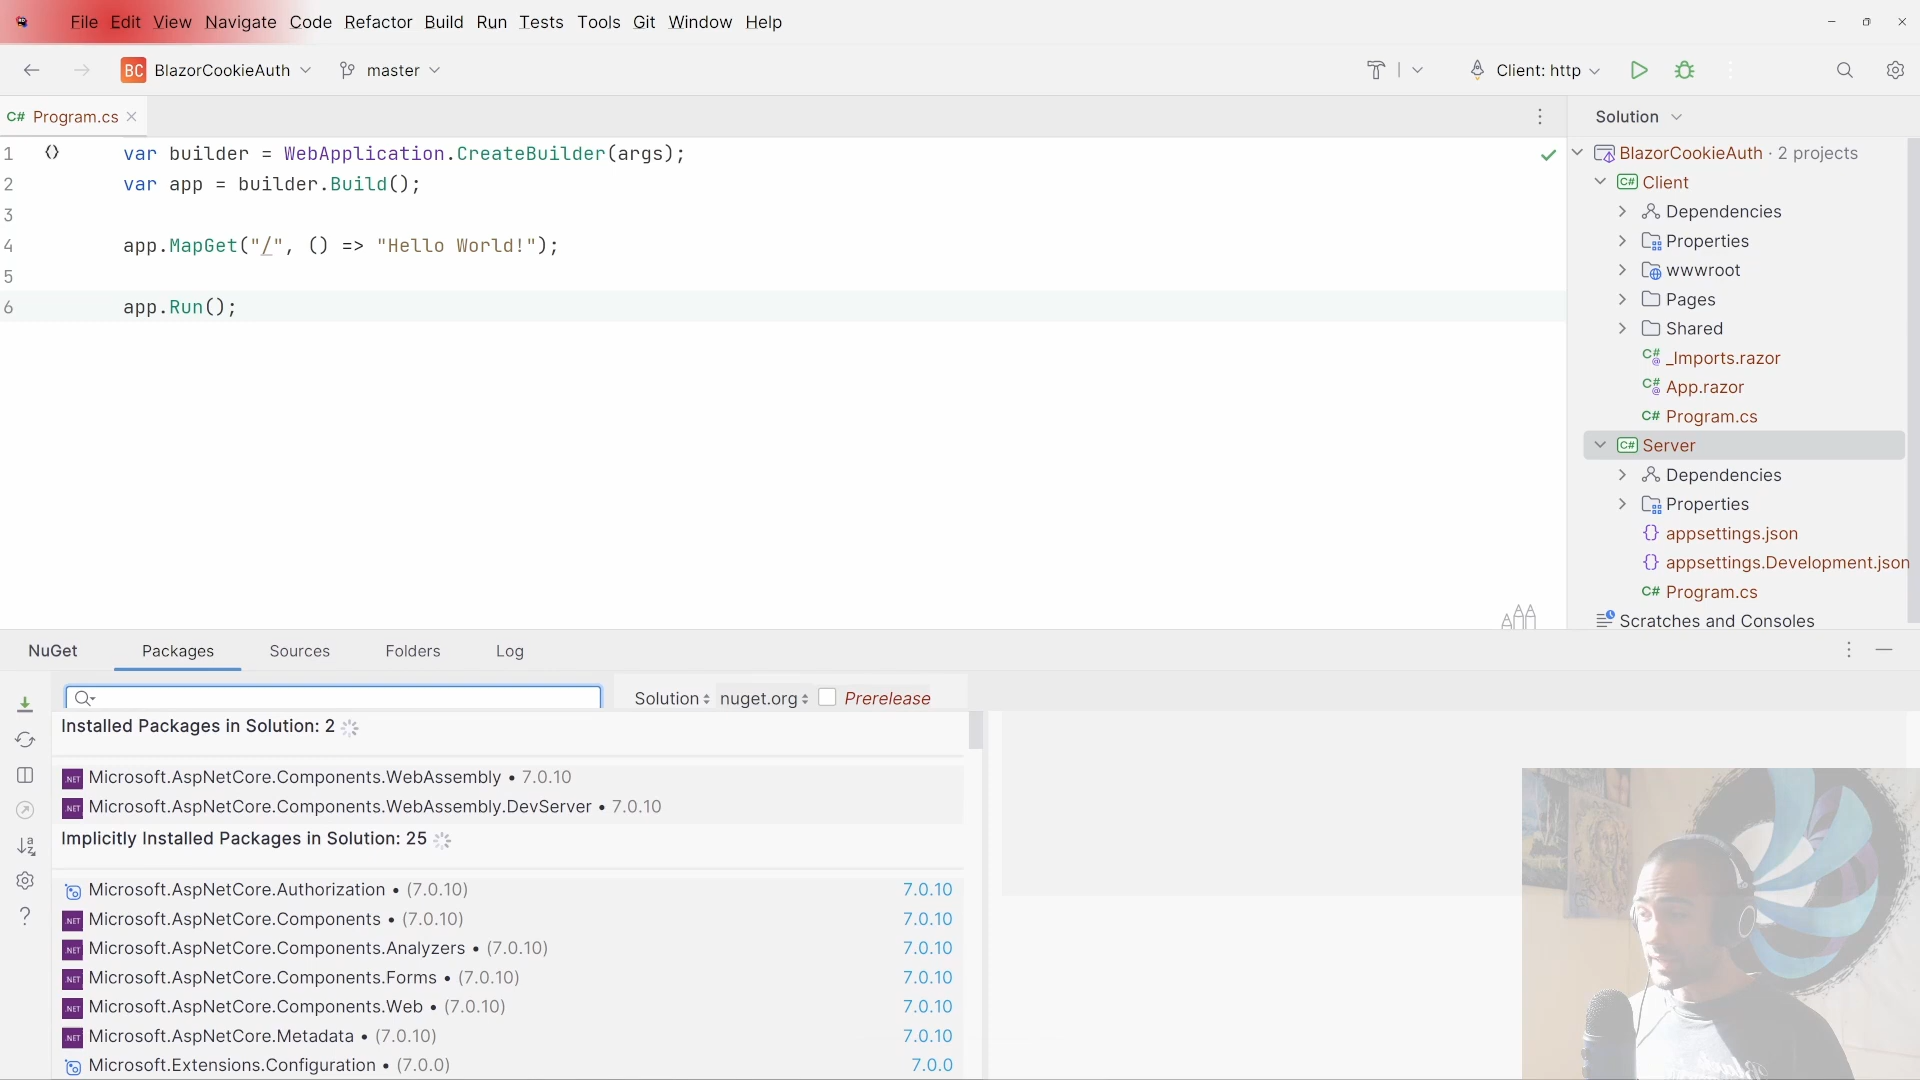 File Edit View Navigate Code Refactor Build Run Tests Tools Git Window Help
BC BlazorCookieAuth master Client: http
C# Program.cs
Solution
1 var builder = WebApplication.CreateBuilder(args);
2 var app = builder.Build();
3
4 app.MapGet("/", () => "Hello World!");
5
6 app.Run();
BlazorCookieAuth · 2 projects
C# Client
Dependencies
Properties
wwwroot
Pages
Shared
C# _Imports.razor
C# App.razor
C# Program.cs
C# Server
Dependencies
Properties
{} appsettings.json
{} appsettings.Development.json
C# Program.cs
Scratches and Consoles
NuGet Packages Sources Folders Log
Solution nuget.org Prerelease
Installed Packages in Solution: 2
.NET Microsoft.AspNetCore.Components.WebAssembly • 7.0.10
.NET Microsoft.AspNetCore.Components.WebAssembly.DevServer • 7.0.10
Implicitly Installed Packages in Solution: 25
Microsoft.AspNetCore.Authorization • (7.0.10) 7.0.10
.NET Microsoft.AspNetCore.Components • (7.0.10) 7.0.10
.NET Microsoft.AspNetCore.Components.Analyzers • (7.0.10) 7.0.10
.NET Microsoft.AspNetCore.Components.Forms • (7.0.10) 7.0.10
.NET Microsoft.AspNetCore.Components.Web • (7.0.10) 7.0.10
.NET Microsoft.AspNetCore.Metadata • (7.0.10) 7.0.10
Microsoft.Extensions.Configuration • (7.0.0) 7.0.0